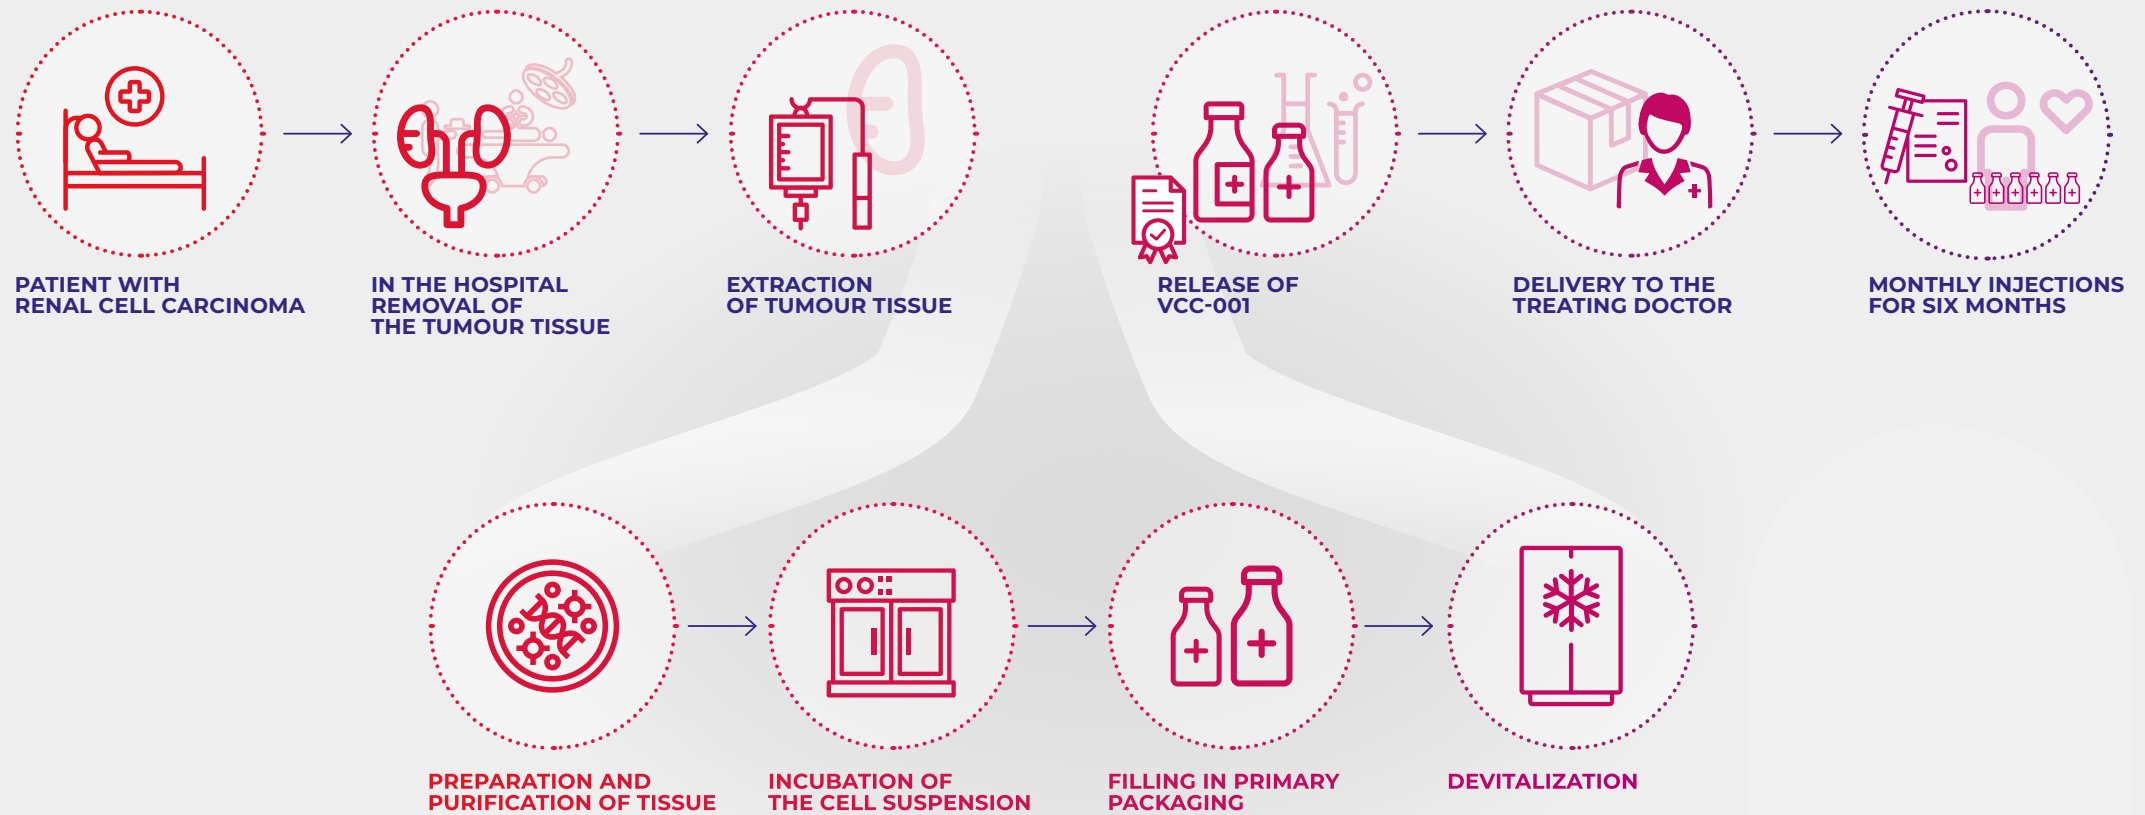 PATIENT WITH
RENAL CELL CARCINOMA
IN THE HOSPITAL
REMOVAL OF
THE TUMOUR TISSUE
EXTRACTION
OF TUMOUR TISSUE
RELEASE OF
VCC-001
DELIVERY TO THE
TREATING DOCTOR
MONTHLY INJECTIONS
FOR SIX MONTHS
PREPARATION AND
PURIFICATION OF TISSUE
INCUBATION OF
THE CELL SUSPENSION
FILLING IN PRIMARY
PACKAGING
DEVITALIZATION